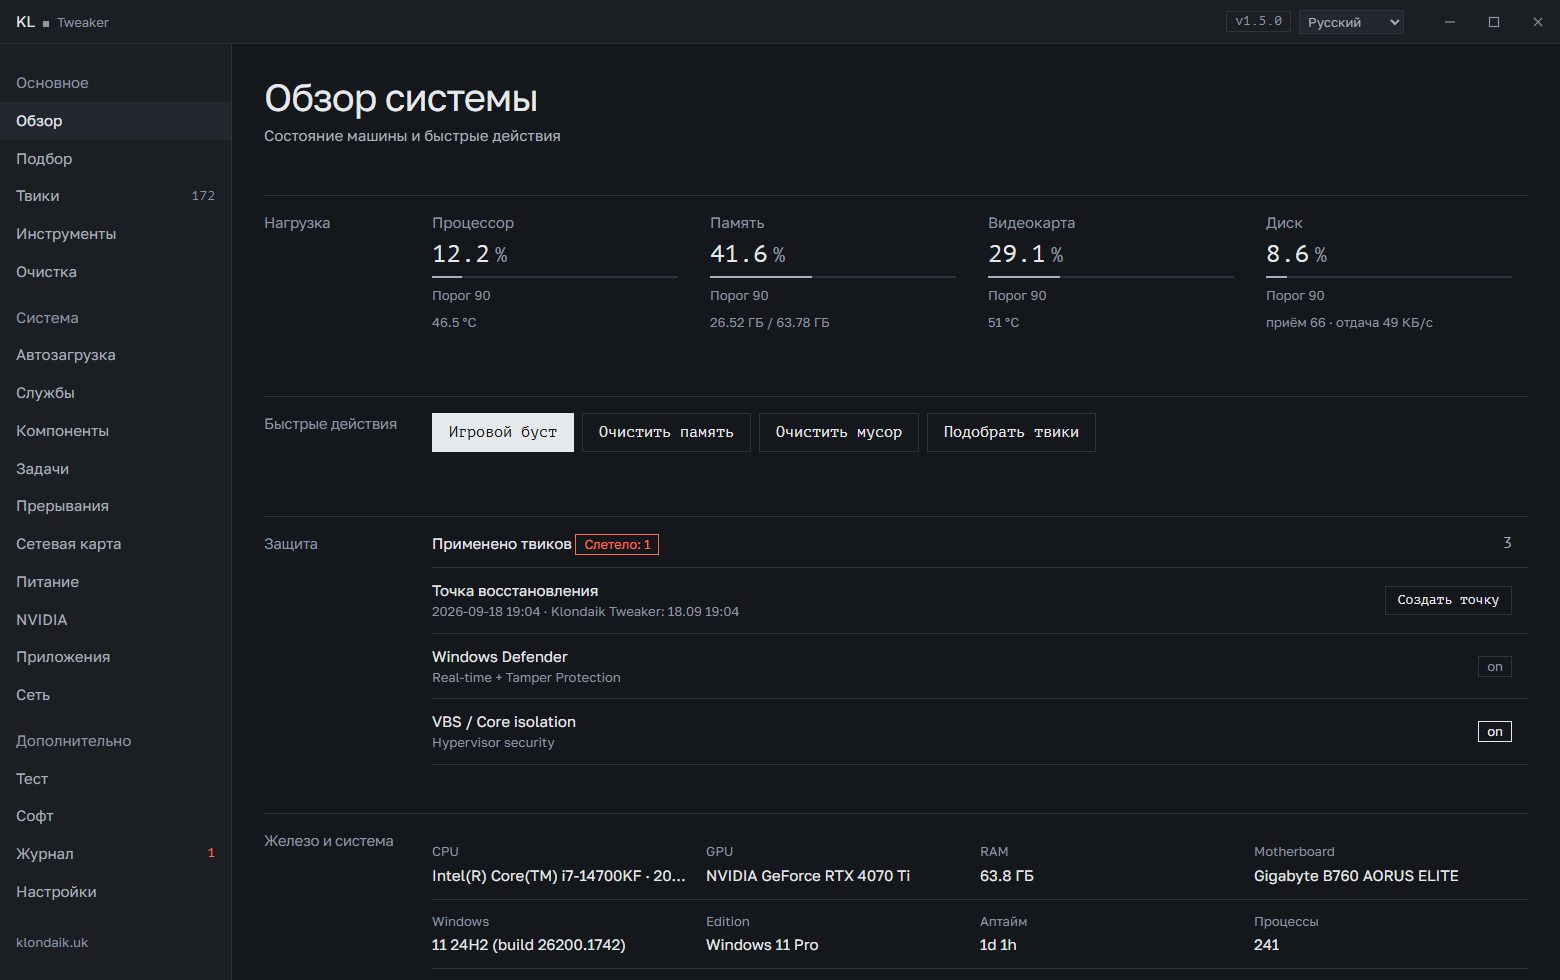 KL Tweaker
v1.5.0
Русский
Основное
Обзор
Подбор
Твики 172
Инструменты
Очистка
Система
Автозагрузка
Службы
Компоненты
Задачи
Прерывания
Сетевая карта
Питание
NVIDIA
Приложения
Сеть
Дополнительно
Тест
Софт
Журнал 1
Настройки
klondaik.uk
Обзор системы
Состояние машины и быстрые действия
Нагрузка
Процессор
12.2 %
Порог 90
46.5 °C
Память
41.6 %
Порог 90
26.52 ГБ / 63.78 ГБ
Видеокарта
29.1 %
Порог 90
51 °C
Диск
8.6 %
Порог 90
приём 66 · отдача 49 КБ/с
Быстрые действия
Игровой буст
Очистить память
Очистить мусор
Подобрать твики
Защита
Применено твиков Слетело: 1 3
Точка восстановления
2026-09-18 19:04 · Klondaik Tweaker: 18.09 19:04
Создать точку
Windows Defender
Real-time + Tamper Protection
on
VBS / Core isolation
Hypervisor security
on
Железо и система
CPU
Intel(R) Core(TM) i7-14700KF · 20...
GPU
NVIDIA GeForce RTX 4070 Ti
RAM
63.8 ГБ
Motherboard
Gigabyte B760 AORUS ELITE
Windows
11 24H2 (build 26200.1742)
Edition
Windows 11 Pro
Аптайм
1d 1h
Процессы
241